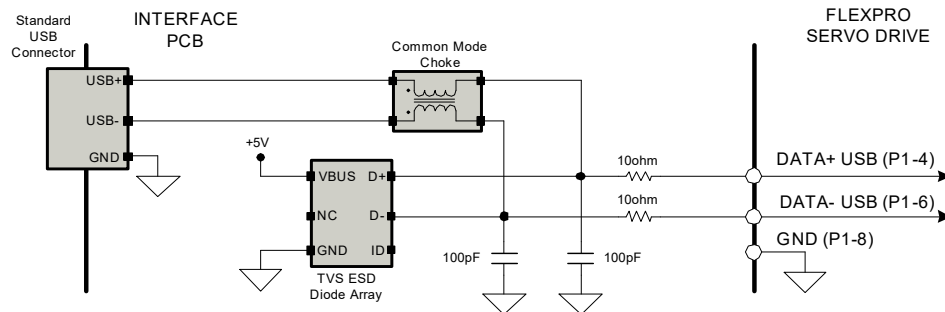 Standard
USB
Connector
INTERFACE
PCB
FLEXPRO
SERVO DRIVE
Common Mode
Choke
USB+
USB-
GND
+5V
VBUS
D+
NC
D-
GND
ID
TVS ESD
Diode Array
10ohm
10ohm
100pF
100pF
DATA+ USB (P1-4)
DATA- USB (P1-6)
GND (P1-8)